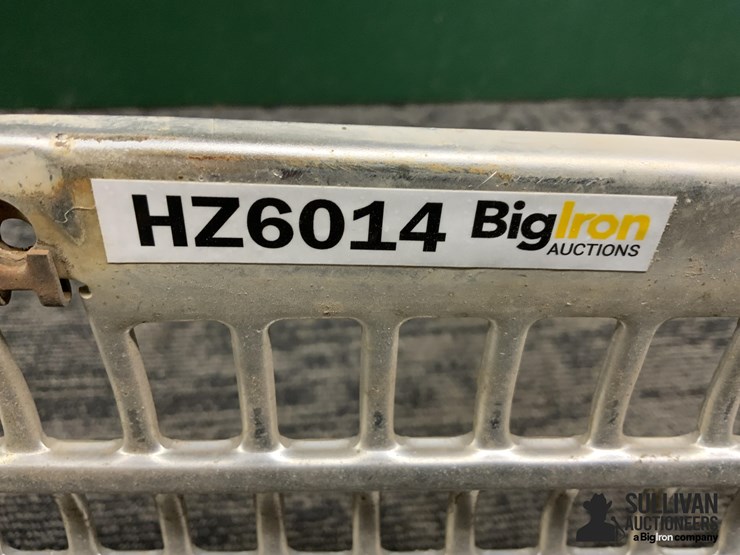 HZ6014 BigIron
AUCTIONS
SULLIVAN
AUCTIONEERS
a BigIron company